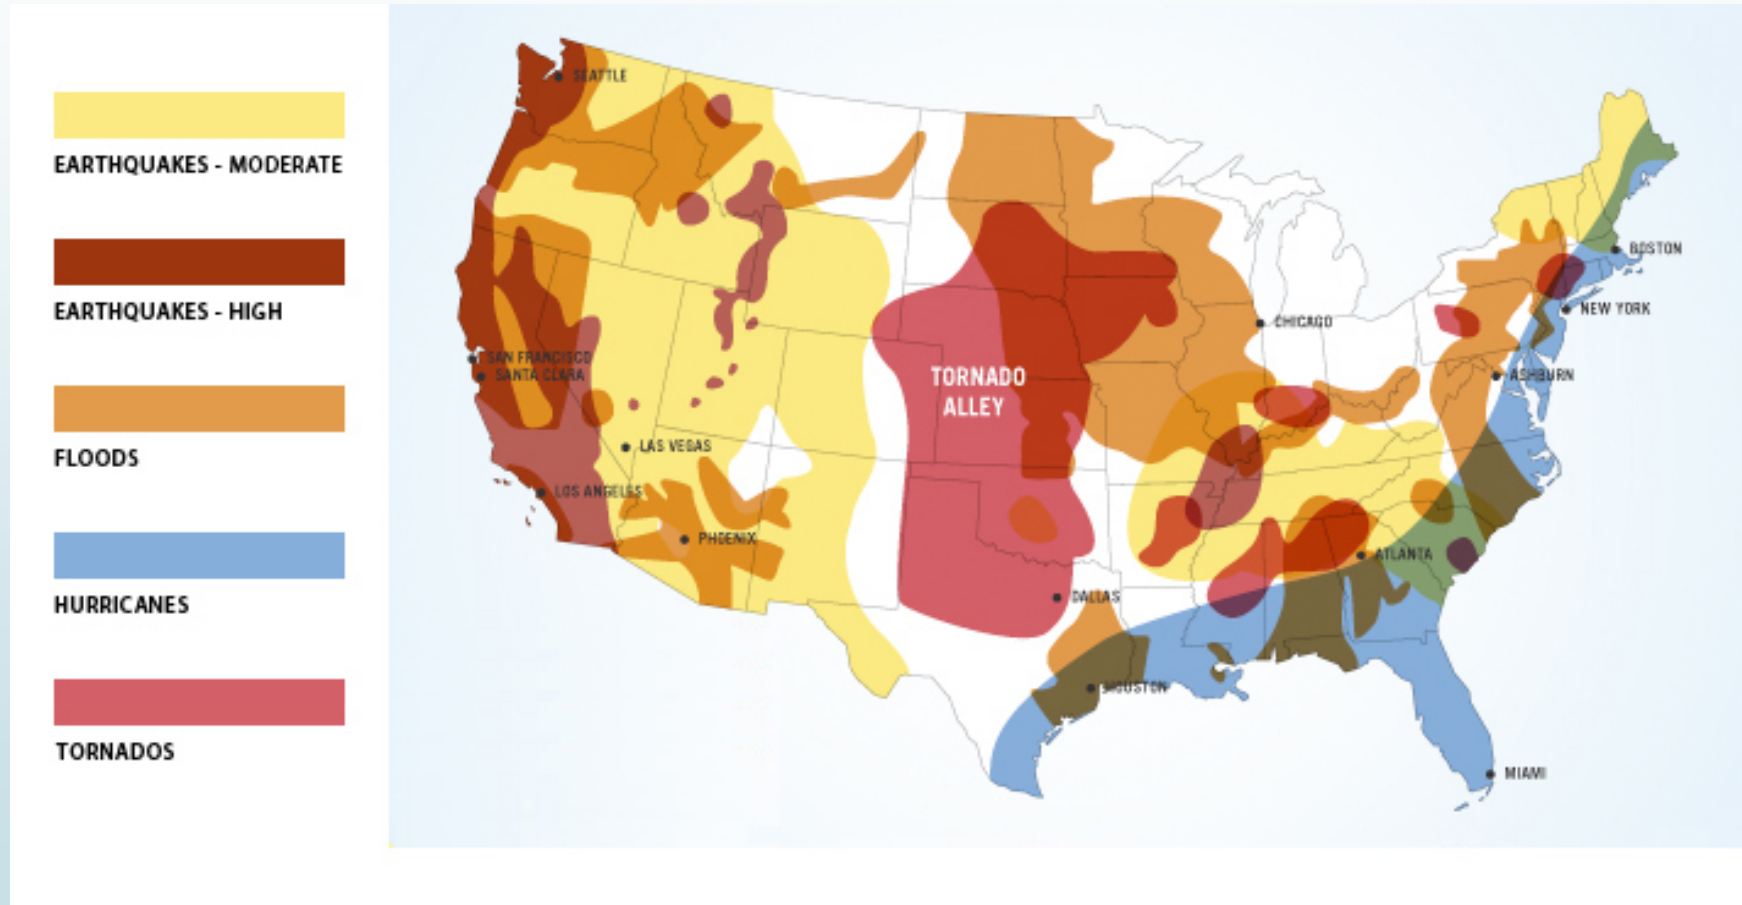 EARTHQUAKES - MODERATE
EARTHQUAKES - HIGH
FLOODS
HURRICANES
TORNADOS
SEATTLE
BOSTON
NEW YORK
CHICAGO
SAN FRANCISCO
SANTA CLARA
ASHBURN
TORNADO
ALLEY
LAS VEGAS
LOS ANGELES
PHOENIX
ATLANTA
DALLAS
HOUSTON
MIAMI